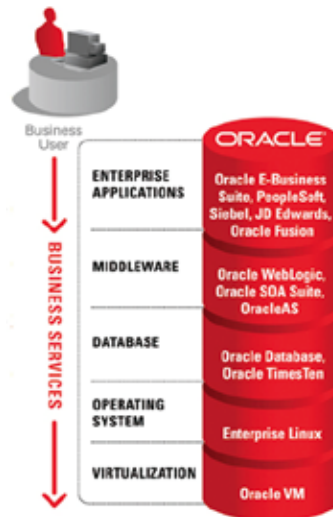 Business
User
BUSINESS SERVICES
ORACLE®
ENTERPRISE
APPLICATIONS
Oracle E-Business
Suite, PeopleSoft,
Siebel, JD Edwards,
Oracle Fusion
MIDDLEWARE
Oracle WebLogic,
Oracle SOA Suite,
OracleAS
DATABASE
Oracle Database,
Oracle TimesTen
OPERATING
SYSTEM
Enterprise Linux
VIRTUALIZATION
Oracle VM